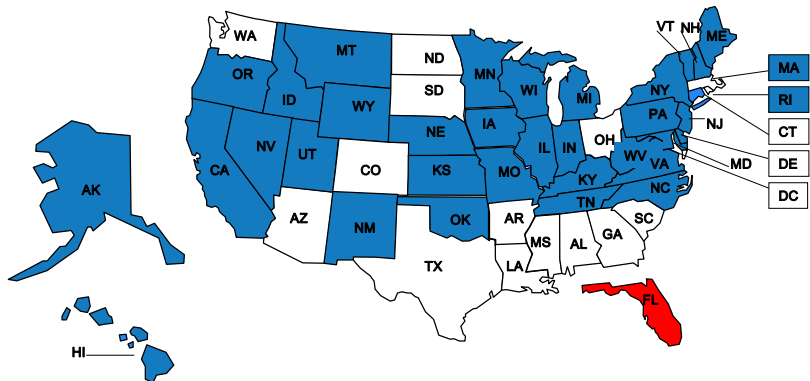 VT NH
WA
ME
MT
ND
MA
OR
MN
SD
WI
NY
RI
ID
MI
WY
PA
CT
NJ
IA
NE
OH
IL
IN
NV
DE
UT
WV
MD
VA
CO
CA
KS
MO
KY
DC
AK
NC
TN
AZ
AR
SC
NM
OK
GA
MS
AL
TX
LA
FL
HI